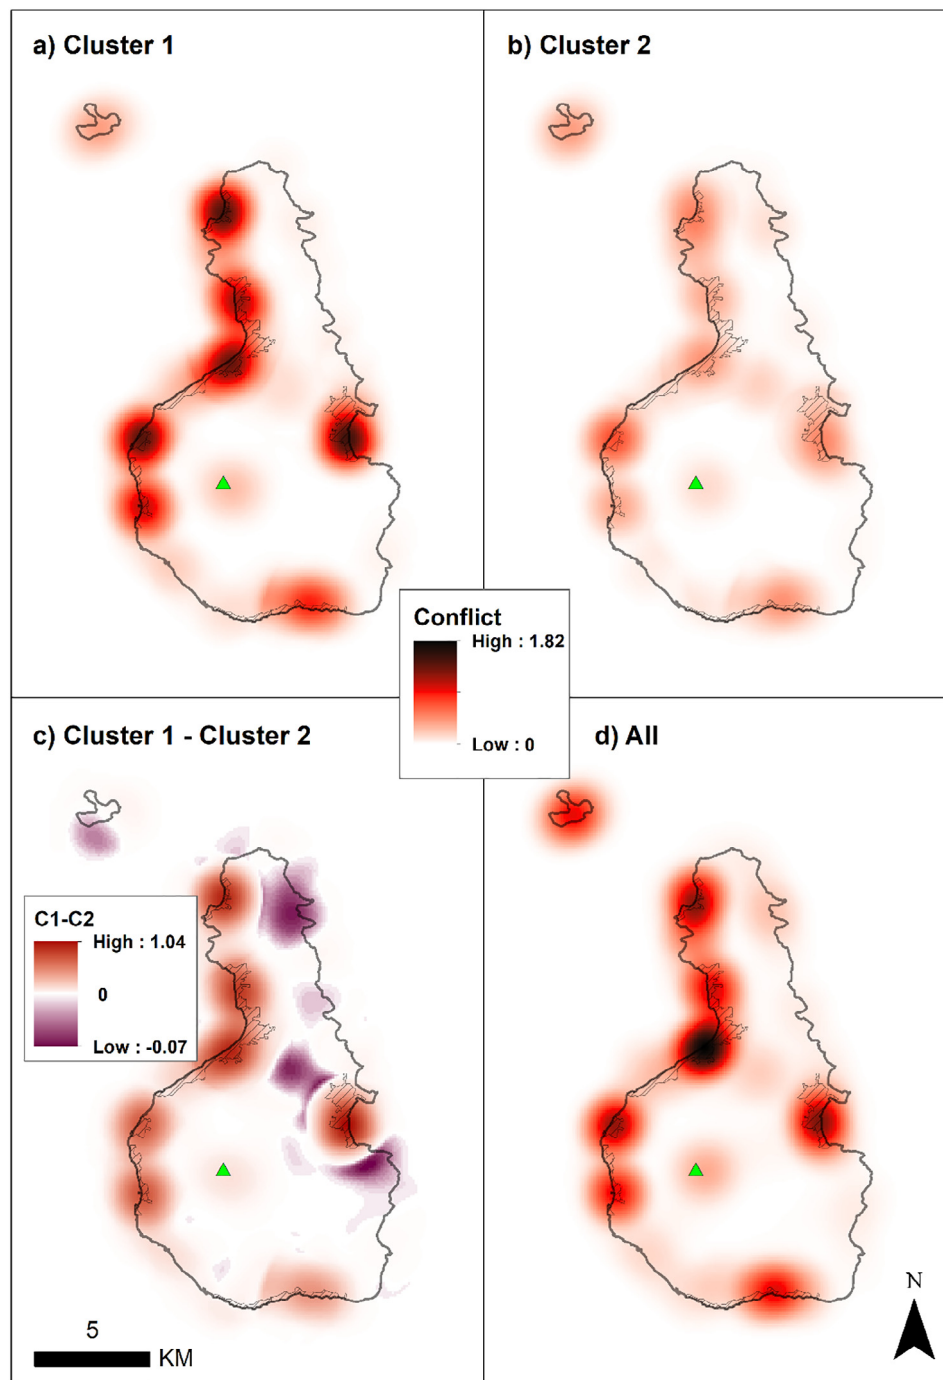 a) Cluster 1
b) Cluster 2
Conflict
High : 1.82
Low : 0
c) Cluster 1 - Cluster 2
d) All
C1-C2
High : 1.04
0
Low : -0.07
5
KM
N